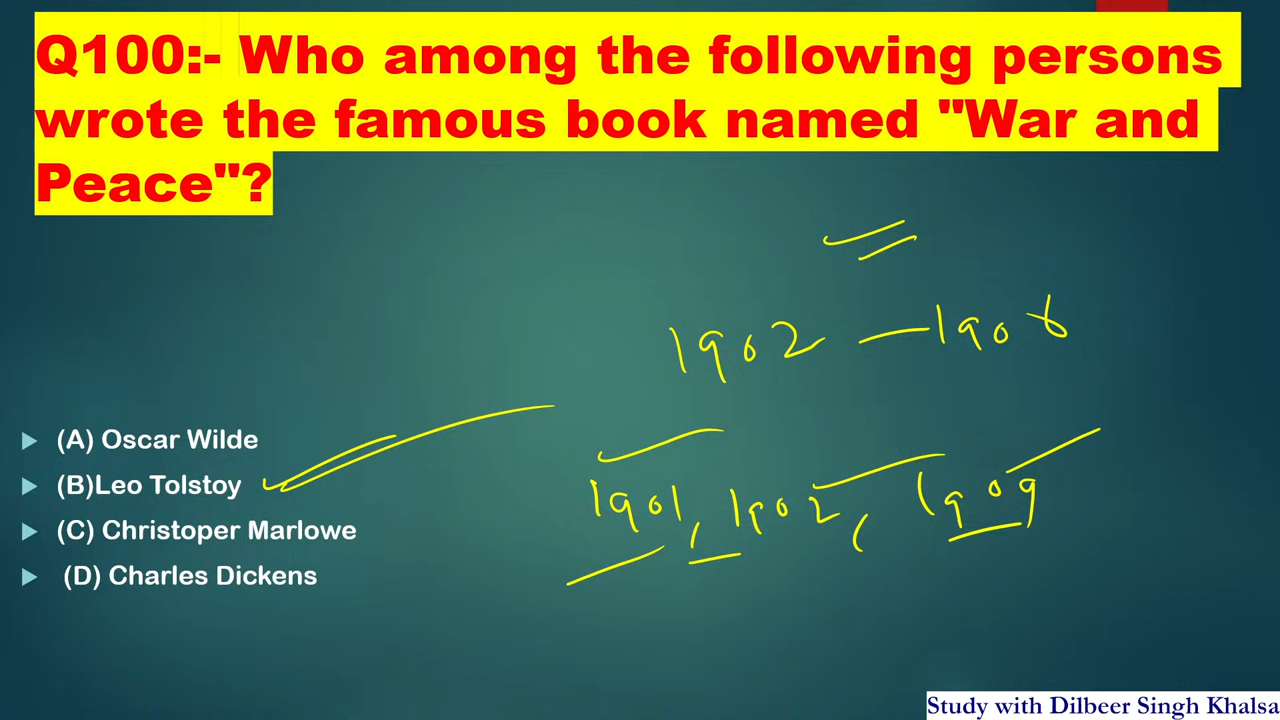 Q100:- Who among the following persons
wrote the famous book named "War and
Peace"?
1902 — 1906
(A) Oscar Wilde
(B)Leo Tolstoy
1901, 1902, 1909
(C) Christoper Marlowe
(D) Charles Dickens
Study with Dilbeer Singh Khalsa